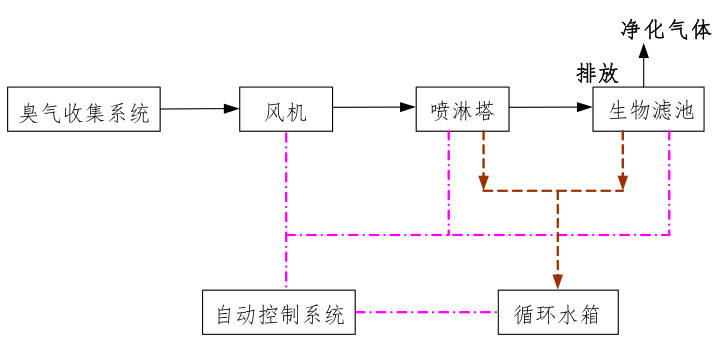 净化气体
排放
臭气收集系统
风机
喷淋塔
生物滤池
自动控制系统
循环水箱